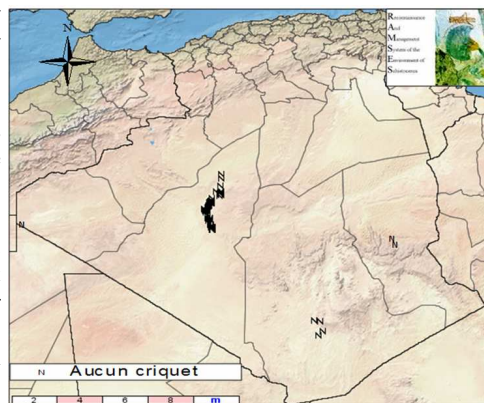 N
Reconnaissance
And
Management
System of the
Environment of
Schistocerca
N
N
N Aucun criquet
2 4 6 8 m